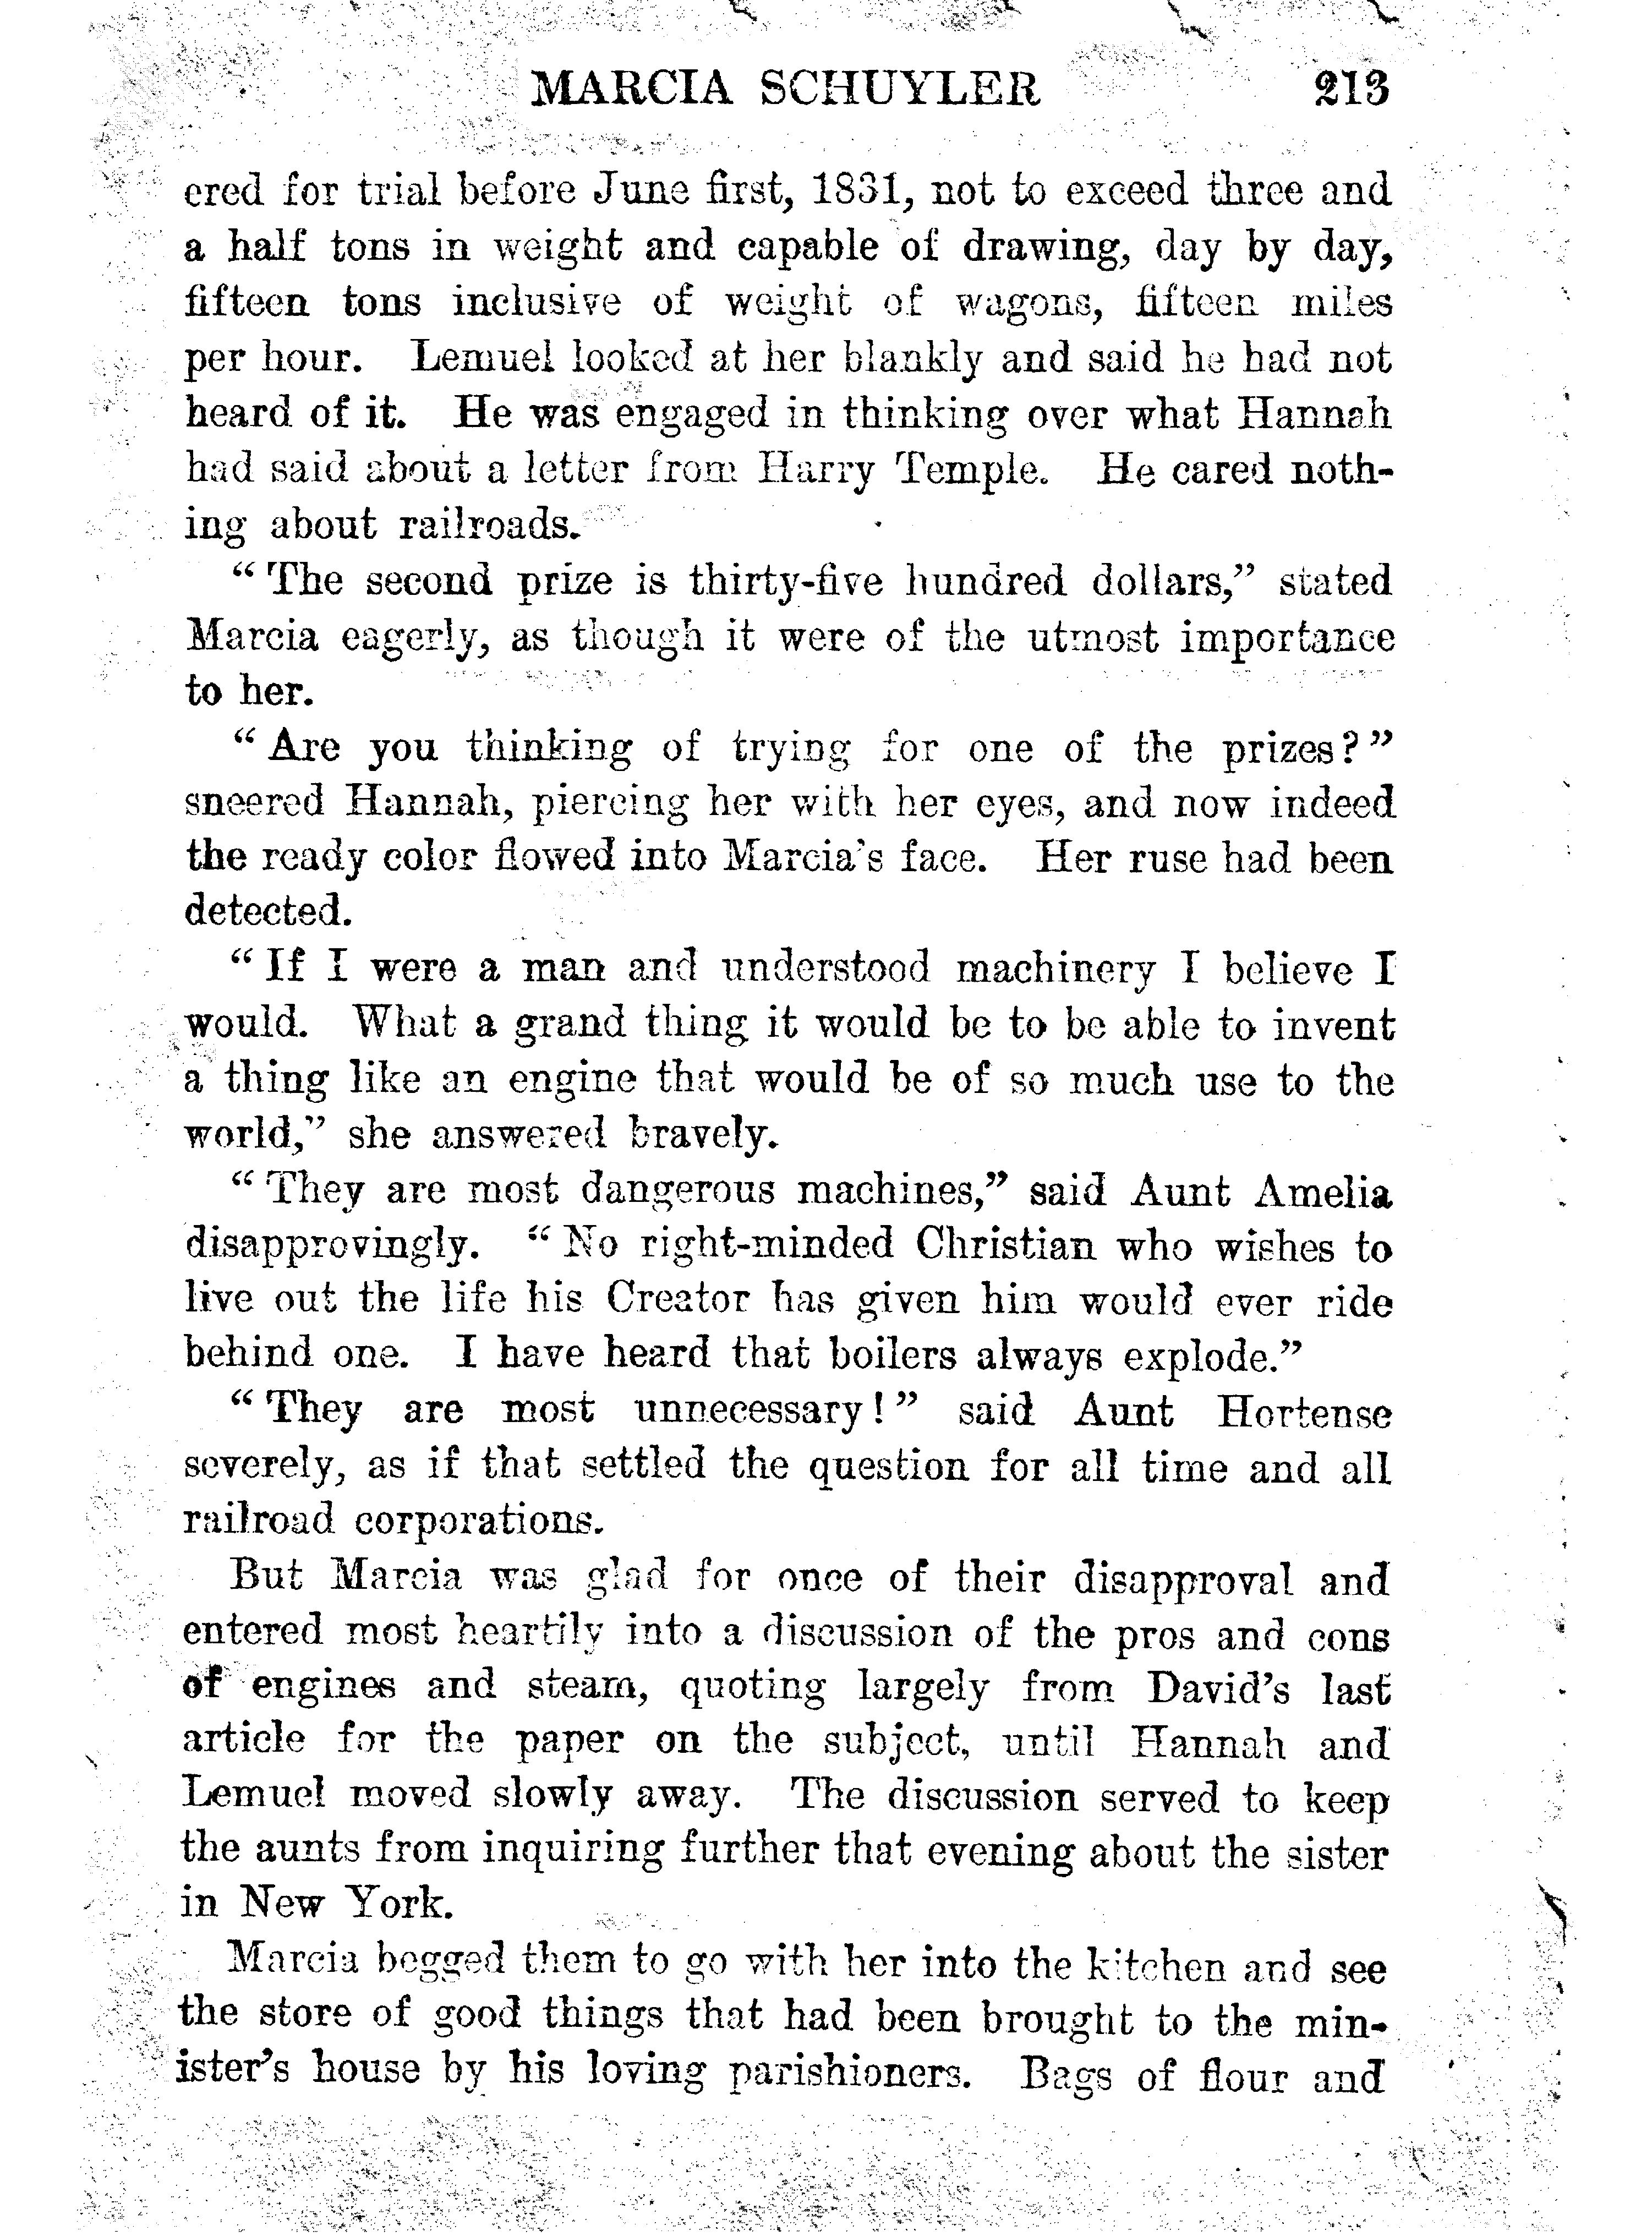 MARCIA SCHUYLER 213
ered for trial before June first, 1831, not to exceed three and
a half tons in weight and capable of drawing, day by day,
fifteen tons inclusive of weight of wagons, fifteen miles
per hour. Lemuel looked at her blankly and said he had not
heard of it. He was engaged in thinking over what Hannah
had said about a letter from Harry Temple. He cared noth-
ing about railroads.
“ The second prize is thirty-five hundred dollars,” stated
Marcia eagerly, as though it were of the utmost importance
to her.
“ Are you thinking of trying for one of the prizes?”
sneered Hannah, piercing her with her eyes, and now indeed
the ready color flowed into Marcia's face. Her ruse had been
detected.
“ If I were a man and understood machinery I believe I
would. What a grand thing it would be to be able to invent
a thing like an engine that would be of so much use to the
world,” she answered bravely.
“ They are most dangerous machines,” said Aunt Amelia
disapprovingly. “ No right-minded Christian who wishes to
live out the life his Creator has given him would ever ride
behind one. I have heard that boilers always explode.”
“ They are most unnecessary!” said Aunt Hortense
severely, as if that settled the question for all time and all
railroad corporations.
But Marcia was glad for once of their disapproval and
entered most heartily into a discussion of the pros and cons
of engines and steam, quoting largely from David's last
article for the paper on the subject, until Hannah and
Lemuel moved slowly away. The discussion served to keep
the aunts from inquiring further that evening about the sister
in New York.
Marcia begged them to go with her into the kitchen and see
the store of good things that had been brought to the min-
ister's house by his loving parishioners. Bags of flour and